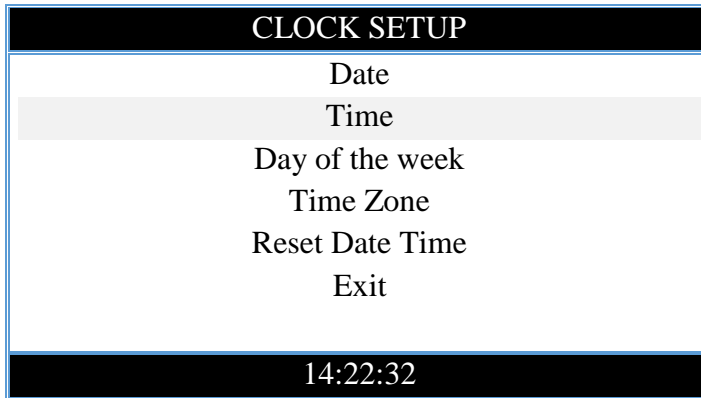 CLOCK SETUP
Date
Time
Day of the week
Time Zone
Reset Date Time
Exit
14:22:32